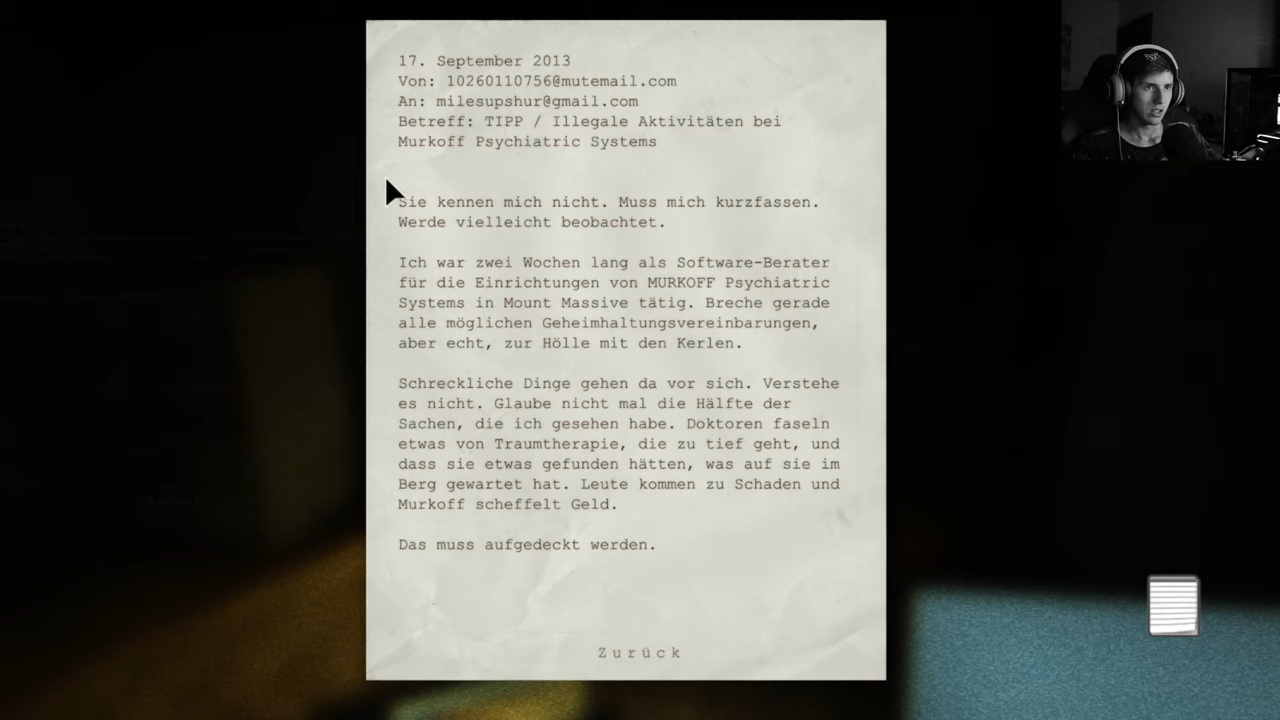 17. September 2013
Von: 10260110756@mutemail.com
An: milesupshur@gmail.com
Betreff: TIPP / Illegale Aktivitäten bei
Murkoff Psychiatric Systems
Sie kennen mich nicht. Muss mich kurzfassen.
Werde vielleicht beobachtet.
Ich war zwei Wochen lang als Software-Berater
für die Einrichtungen von MURKOFF Psychiatric
Systems in Mount Massive tätig. Breche gerade
alle möglichen Geheimhaltungsvereinbarungen,
aber echt, zur Hölle mit den Kerlen.
Schreckliche Dinge gehen da vor sich. Verstehe
es nicht. Glaube nicht mal die Hälfte der
Sachen, die ich gesehen habe. Doktoren faseln
etwas von Traumtherapie, die zu tief geht, und
dass sie etwas gefunden hätten, was auf sie im
Berg gewartet hat. Leute kommen zu Schaden und
Murkoff scheffelt Geld.
Das muss aufgedeckt werden.
Zurück